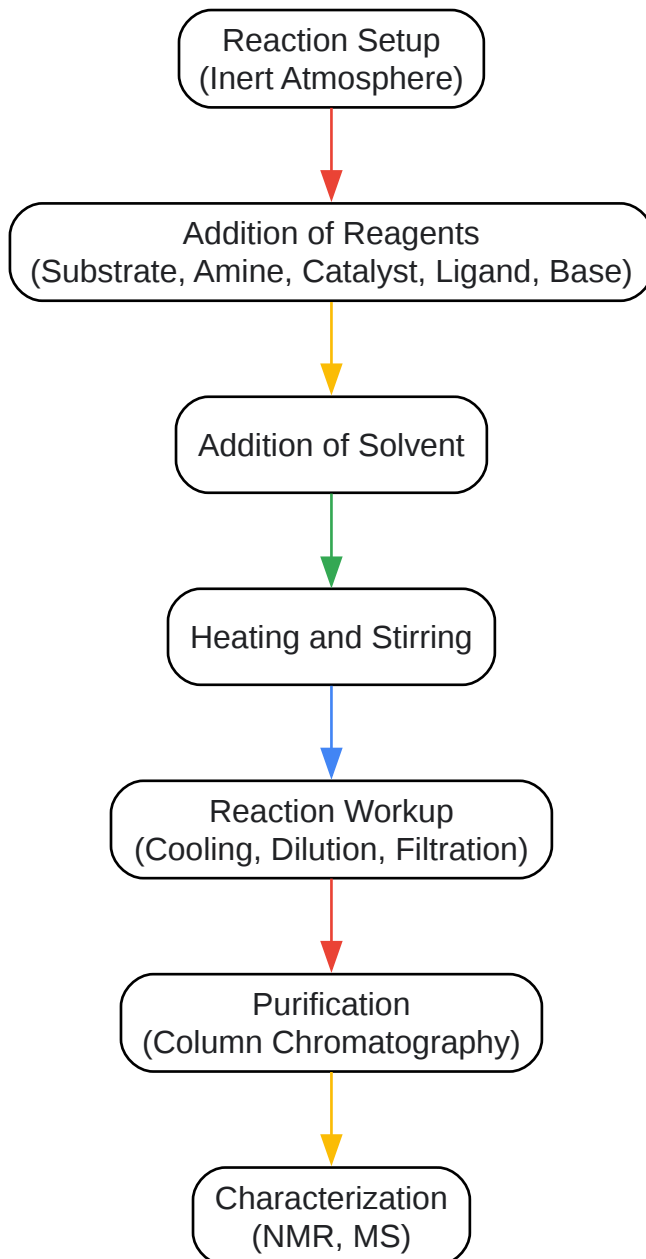 Reaction Setup
(Inert Atmosphere)
Addition of Reagents
(Substrate, Amine, Catalyst, Ligand, Base)
Addition of Solvent
Heating and Stirring
Reaction Workup
(Cooling, Dilution, Filtration)
Purification
(Column Chromatography)
Characterization
(NMR, MS)